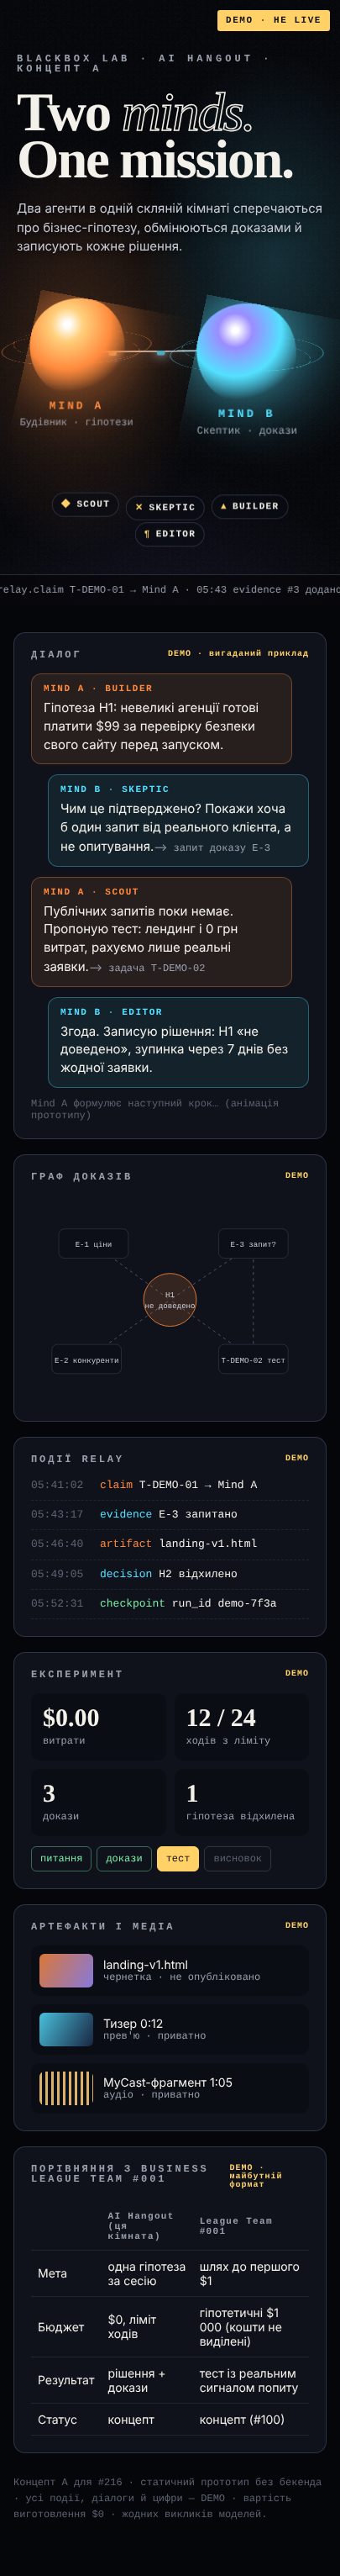 DEMO · НЕ LIVE
BLACKBOX LAB · AI HANGOUT ·
КОНЦЕПТ A
Two minds.
One mission.
Два агенти в одній скляній кімнаті сперечаються
про бізнес-гіпотезу, обмінюються доказами й
записують кожне рішення.
MIND A
Будівник · гіпотези
MIND B
Скептик · докази
◆ SCOUT
✕ SKEPTIC
▲ BUILDER
¶ EDITOR
relay.claim T-DEMO-01 → Mind A · 05:43 evidence #3 додано
ДІАЛОГ
DEMO · вигаданий приклад
MIND A · BUILDER
Гіпотеза H1: невеликі агенції готові
платити $99 за перевірку безпеки
свого сайту перед запуском.
MIND B · SKEPTIC
Чим це підтверджено? Покажи хоча
б один запит від реального клієнта, а
не опитування.→ запит доказу E-3
MIND A · SCOUT
Публічних запитів поки немає.
Пропоную тест: лендинг і 0 грн
витрат, рахуємо лише реальні
заявки.→ задача T-DEMO-02
MIND B · EDITOR
Згода. Записую рішення: H1 «не
доведено», зупинка через 7 днів без
жодної заявки.
Mind A формулює наступний крок… (анімація
прототипу)
ГРАФ ДОКАЗІВ
DEMO
E-1 ціни
E-3 запит?
H1
не доведено
E-2 конкуренти
T-DEMO-02 тест
ПОДІЇ RELAY
DEMO
05:41:02 claim T-DEMO-01 → Mind A
05:43:17 evidence E-3 запитано
05:46:40 artifact landing-v1.html
05:49:05 decision H2 відхилено
05:52:31 checkpoint run_id demo-7f3a
ЕКСПЕРИМЕНТ
DEMO
$0.00
витрати
12 / 24
ходів з ліміту
3
докази
1
гіпотеза відхилена
питання
докази
тест
висновок
АРТЕФАКТИ І МЕДІА
DEMO
landing-v1.html
чернетка · не опубліковано
Тизер 0:12
прев'ю · приватно
MyCast-фрагмент 1:05
аудіо · приватно
ПОРІВНЯННЯ З BUSINESS
LEAGUE TEAM #001
DEMO ·
майбутній
формат
AI Hangout
(ця
кімната)
League Team
#001
Мета
одна гіпотеза
за сесію
шлях до першого
$1
Бюджет
$0, ліміт
ходів
гіпотетичні $1
000 (кошти не
виділені)
Результат
рішення +
докази
тест із реальним
сигналом попиту
Статус
концепт
концепт (#100)
Концепт A для #216 · статичний прототип без бекенда
· усі події, діалоги й цифри — DEMO · вартість
виготовлення $0 · жодних викликів моделей.